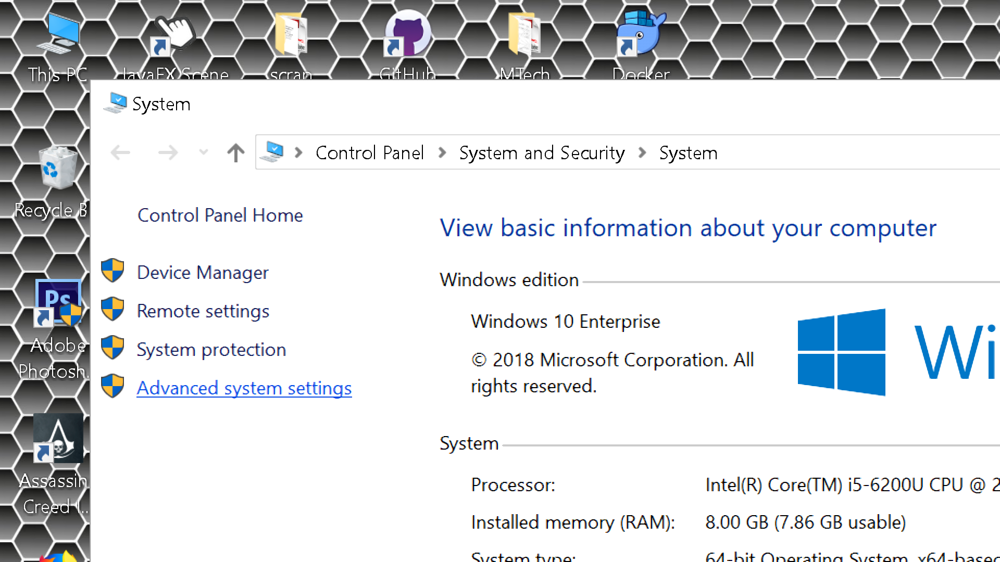 This PC
JavaFX Scene
scrap
GitHub
MTech
Docker
System
Control Panel
System and Security
System
Recycle B
Control Panel Home
View basic information about your computer
Device Manager
Windows edition
Ps
Remote settings
Windows 10 Enterprise
Adobe
Photosh.
System protection
© 2018 Microsoft Corporation. All
rights reserved.
Wi
Advanced system settings
System
Assassin
Creed I..
Processor:
Intel(R) Core(TM) i5-6200U CPU @ 2
Installed memory (RAM):
8.00 GB (7.86 GB usable)
System type:
64-bit Operating System, x64-based